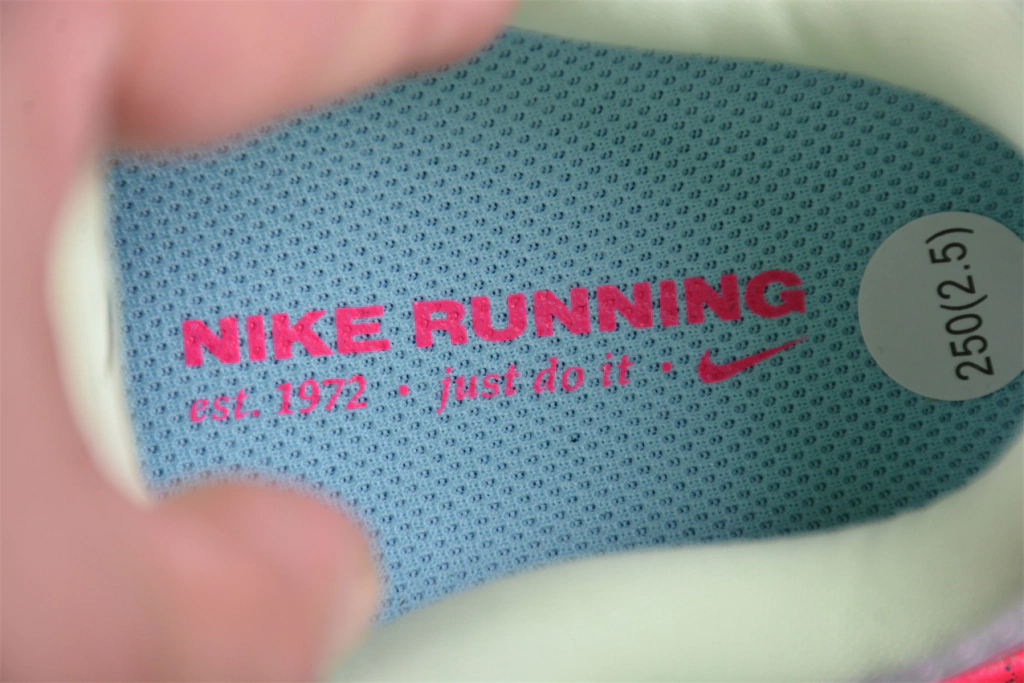 NIKE RUNNING
est. 1972 · just do it ·
250(2.5)